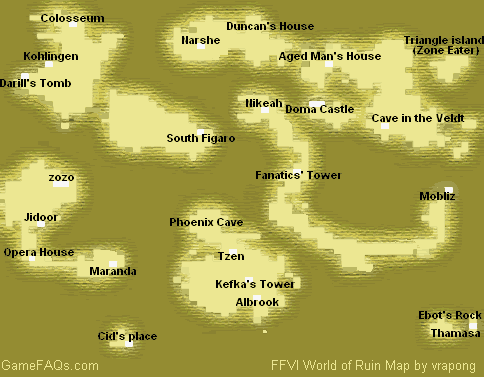 Colosseum
Duncan's House
Narshe
Triangle island
(Zone Eater)
Kohlingen
Aged Man's House
Darill's Tomb
Nikeah
Doma Castle
Cave in the Veldt
South Figaro
zozo
Fanatics' Tower
Mobliz
Jidoor
Phoenix Cave
Opera House
Tzen
Maranda
Kefka's Tower
Albrook
Ebot's Rock
Cid's place
Thamasa
GameFAQs.com
FFVI World of Ruin Map by vrapong